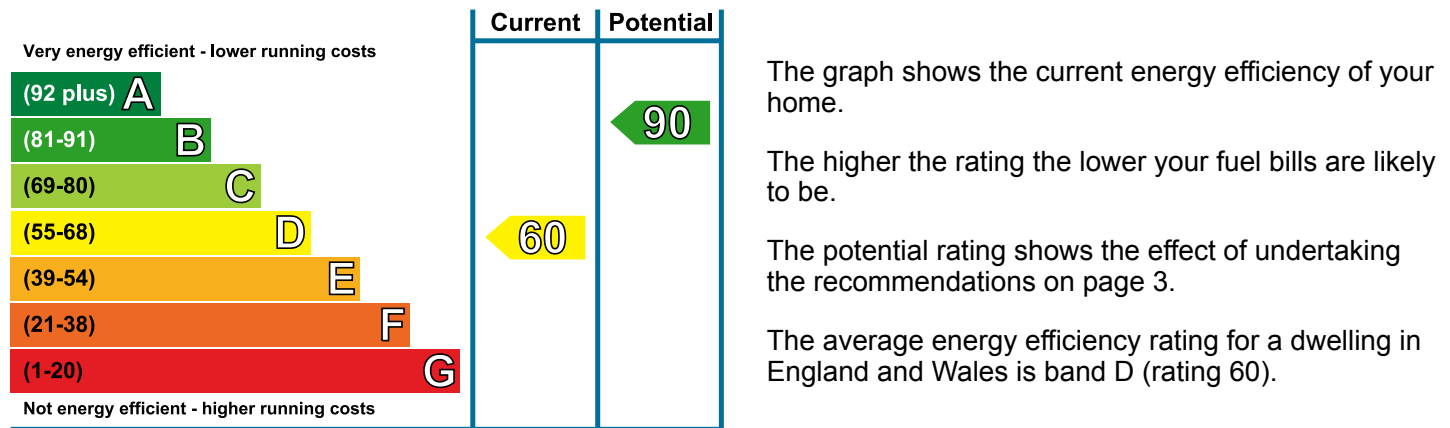 Current Potential
Very energy efficient - lower running costs
(92 plus) A
(81-91) B
90
(69-80) C
(55-68) D
60
(39-54) E
(21-38) F
(1-20) G
Not energy efficient - higher running costs
The graph shows the current energy efficiency of your
home.
The higher the rating the lower your fuel bills are likely
to be.
The potential rating shows the effect of undertaking
the recommendations on page 3.
The average energy efficiency rating for a dwelling in
England and Wales is band D (rating 60).